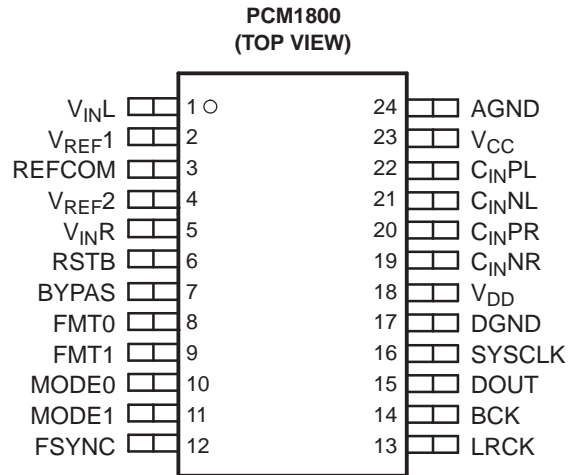 PCM1800
(TOP VIEW)
VINL 1 24 AGND
VREF1 2 23 VCC
REFCOM 3 22 CINPL
VREF2 4 21 CINNL
VINR 5 20 CINPR
RSTB 6 19 CINNR
BYPAS 7 18 VDD
FMT0 8 17 DGND
FMT1 9 16 SYSCLK
MODE0 10 15 DOUT
MODE1 11 14 BCK
FSYNC 12 13 LRCK